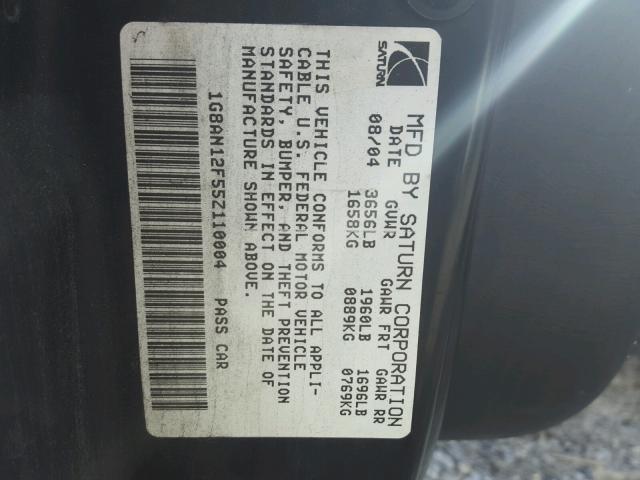 SATURN
MFD BY SATURN CORPORATION
DATE GVWR GAWR FRT GAWR RR
08/04 3656LB 1960LB 1696LB
1658KG 0889KG 0769KG
THIS VEHICLE CONFORMS TO ALL APPLI-
CABLE U.S. FEDERAL MOTOR VEHICLE
SAFETY, BUMPER, AND THEFT PREVENTION
STANDARDS IN EFFECT ON THE DATE OF
MANUFACTURE SHOWN ABOVE.
1G8AN12F55Z110004 PASS CAR